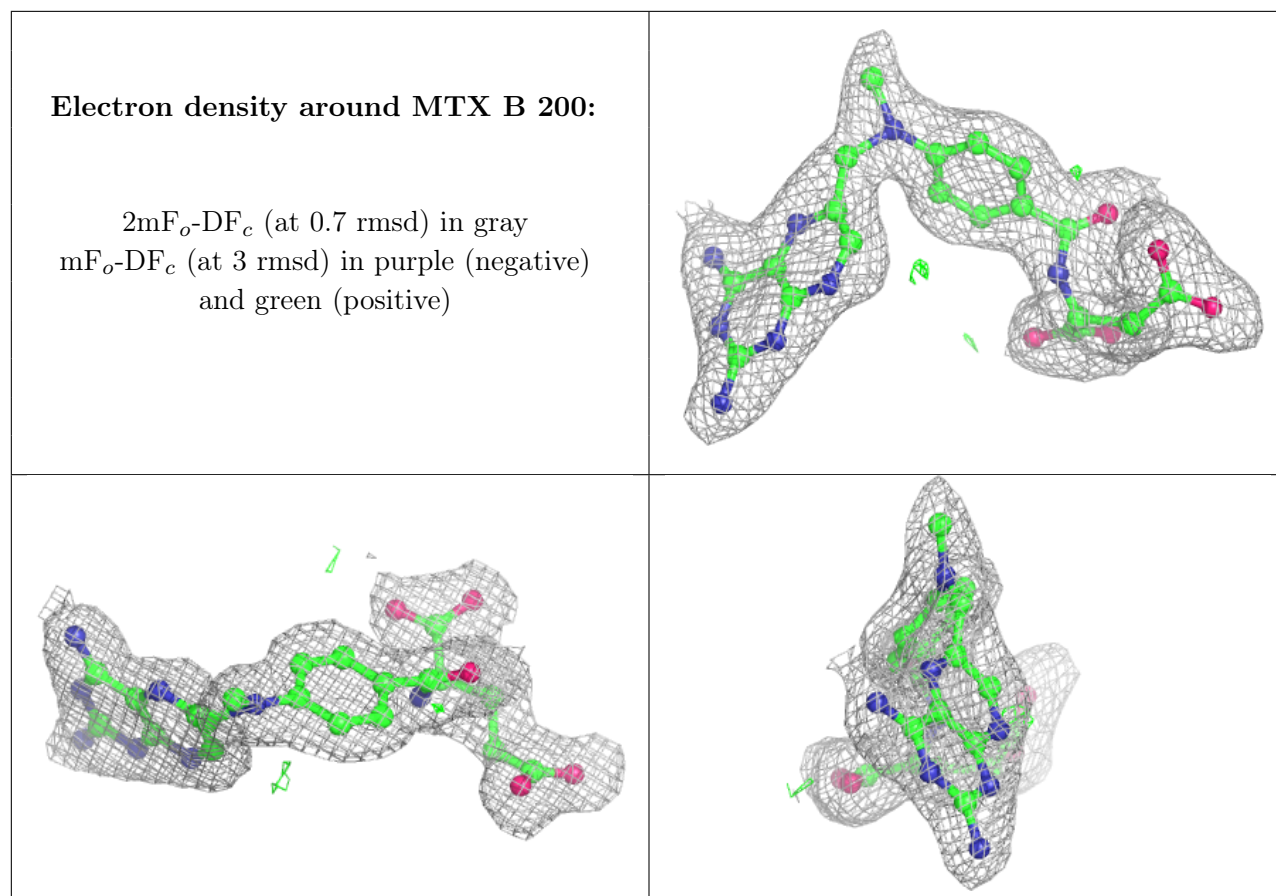 Electron density around MTX B 200:
2mFo-DFc (at 0.7 rmsd) in gray
mFo-DFc (at 3 rmsd) in purple (negative)
and green (positive)